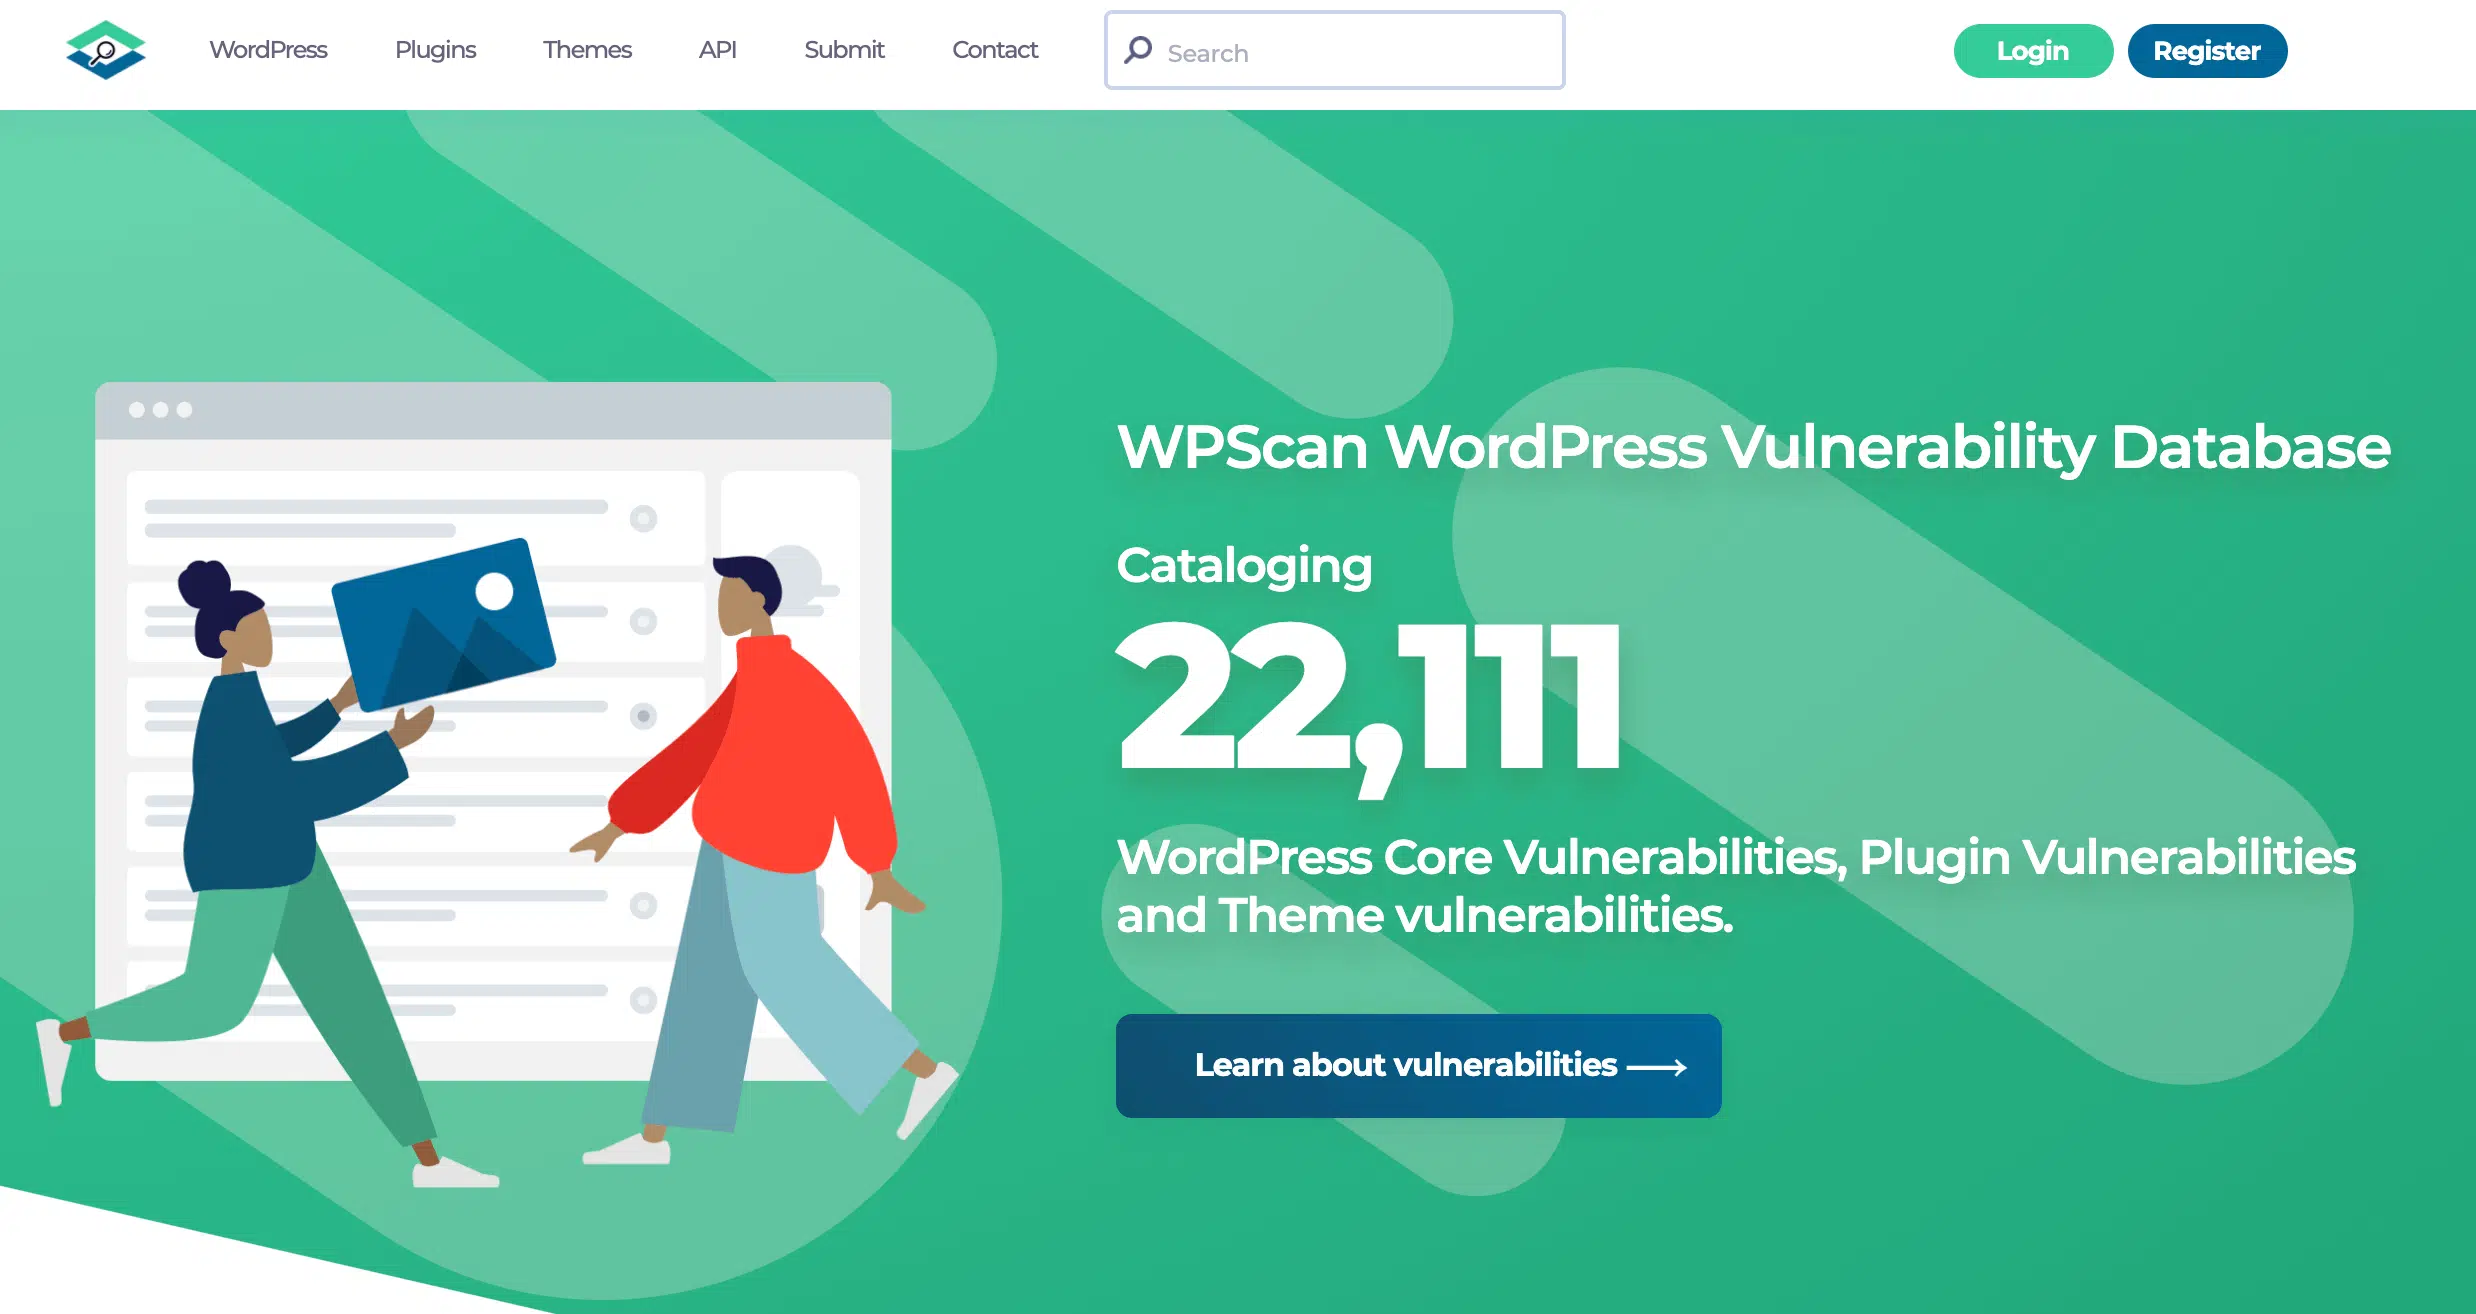 WordPress Plugins Themes API Submit Contact Search Login Register
WPScan WordPress Vulnerability Database
Cataloging
22,111
WordPress Core Vulnerabilities, Plugin Vulnerabilities
and Theme vulnerabilities.
Learn about vulnerabilities